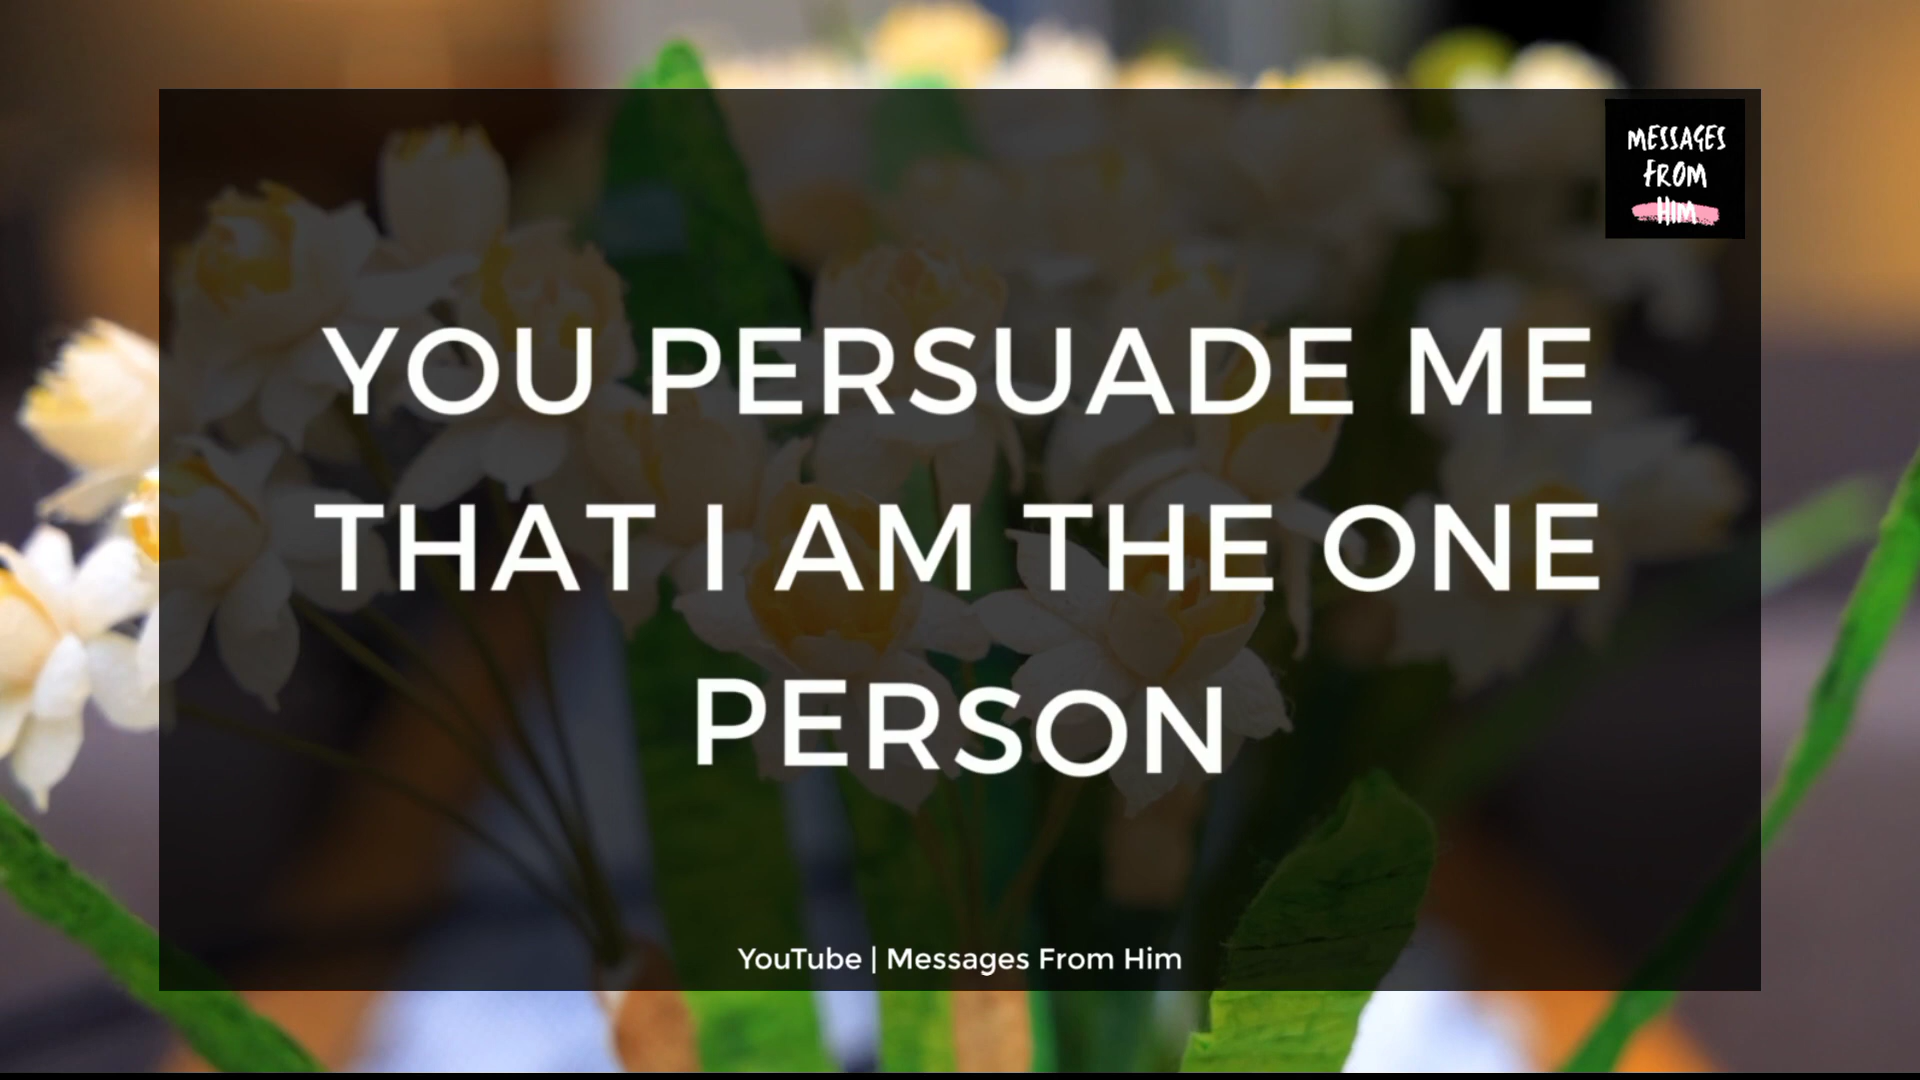 MESSAGES
FROM
HIM
YOU PERSUADE ME
THAT I AM THE ONE
PERSON
YouTube | Messages From Him